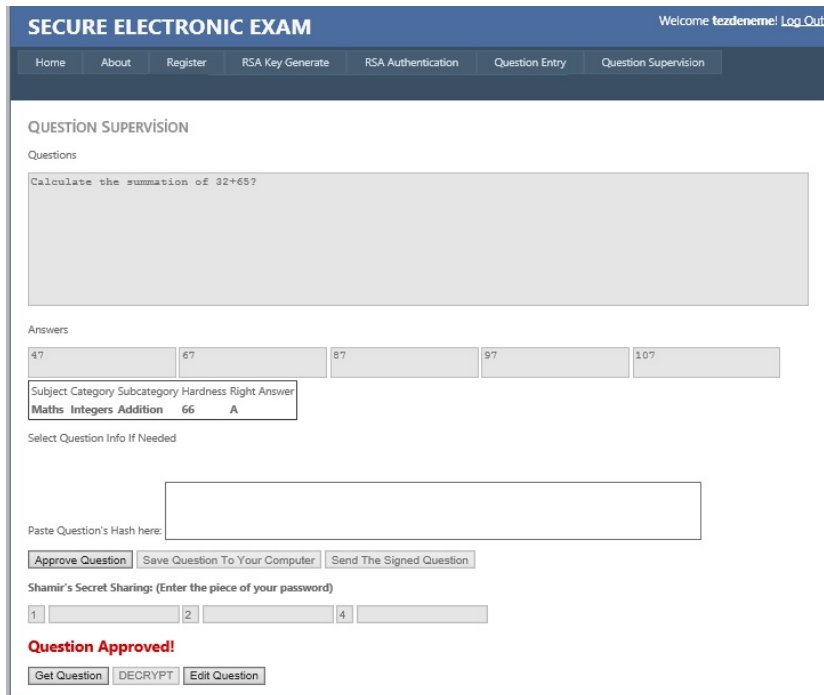 SECURE ELECTRONIC EXAM Welcome tezdeneme! Log Out
Home About Register RSA Key Generate RSA Authentication Question Entry Question Supervision
QUESTİON SUPERVİSİON
Questions
Calculate the summation of 32+65?
Answers
47 67 87 97 107
Subject Category Subcategory Hardness Right Answer
Maths Integers Addition 66 A
Select Question Info If Needed
Paste Question's Hash here:
Approve Question Save Question To Your Computer Send The Signed Question
Shamir's Secret Sharing: (Enter the piece of your password)
1 2 4
Question Approved!
Get Question DECRYPT Edit Question